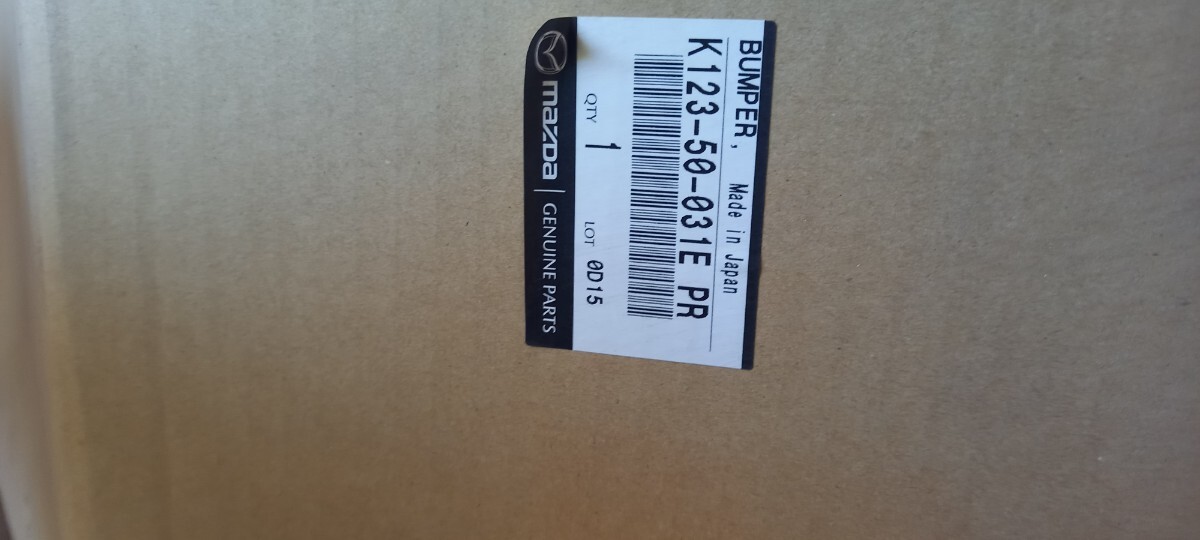 BUMPER,
Made in Japan
K123-50-031E PR
QTY 1 LOT 0D15
mazda | GENUINE PARTS